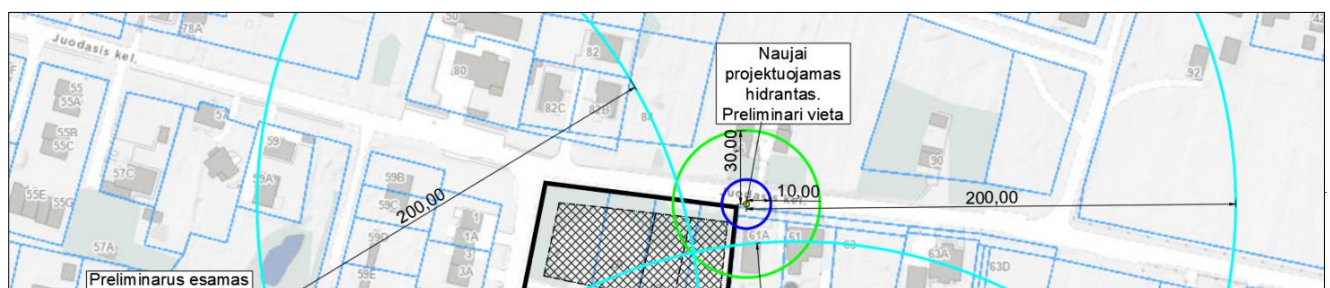 78A
50
82
Juodasis kel.
80
92
55
55A
82C
82B
84
57
55B
55C
59
90
57C
59A
59B
59C
55E
55G
57A
59D
59E
1
1A
3
3A
61A
61
63
63A
63D
Naujai
projektuojamas
hidrantas.
Preliminari vieta
30,00
10,00
200,00
200,00
Juodasis kel.
Preliminarus esamas